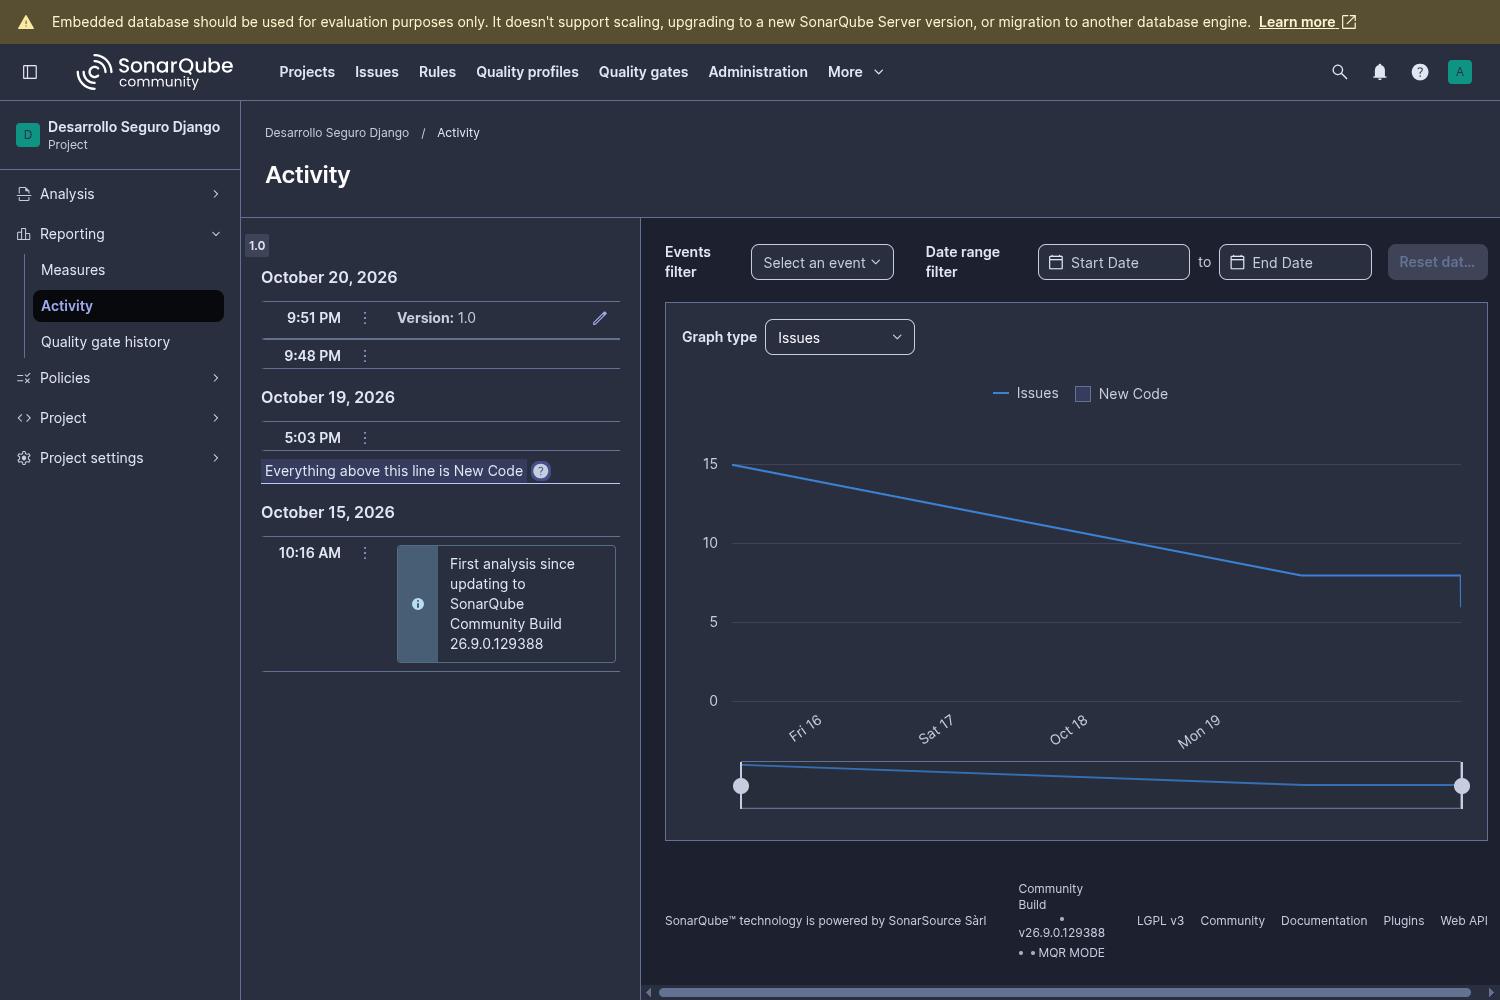 Embedded database should be used for evaluation purposes only. It doesn't support scaling, upgrading to a new SonarQube Server version, or migration to another database engine. Learn more
SonarQube community
Projects Issues Rules Quality profiles Quality gates Administration More
? A
D
Desarrollo Seguro Django
Project
Analysis
Reporting
Measures
Activity
Quality gate history
Policies
Project
Project settings
Desarrollo Seguro Django / Activity
Activity
1.0
October 20, 2026
9:51 PM Version: 1.0
9:48 PM
October 19, 2026
5:03 PM
Everything above this line is New Code ?
October 15, 2026
10:16 AM
First analysis since
updating to
SonarQube
Community Build
26.9.0.129388
Events
filter
Select an event
Date range
filter
Start Date to End Date
Reset dat...
Graph type Issues
Issues New Code
15
10
5
0
Fri 16 Sat 17 Oct 18 Mon 19
SonarQube™ technology is powered by SonarSource Sàrl
Community
Build
•
v26.9.0.129388
• • MQR MODE
LGPL v3 Community Documentation Plugins Web API